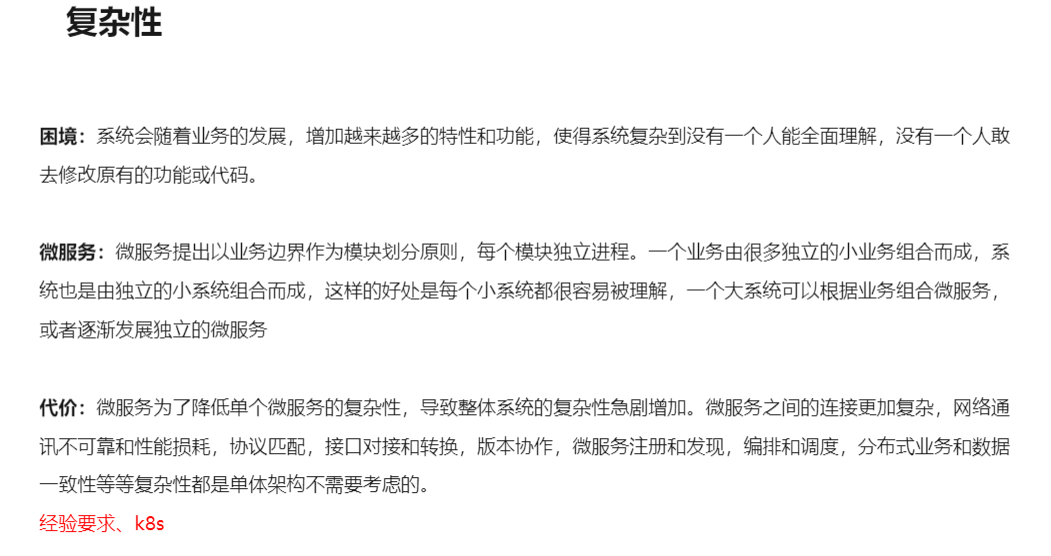 复杂性
困境：系统会随着业务的发展，增加越来越多的特性和功能，使得系统复杂到没有一个人能全面理解，没有一个人敢
去修改原有的功能或代码。
微服务：微服务提出以业务边界作为模块划分原则，每个模块独立进程。一个业务由很多独立的小业务组合而成，系
统也是由独立的小系统组合而成，这样的好处是每个小系统都很容易被理解，一个大系统可以根据业务组合微服务，
或者逐渐发展独立的微服务
代价：微服务为了降低单个微服务的复杂性，导致整体系统的复杂性急剧增加。微服务之间的连接更加复杂，网络通
讯不可靠和性能损耗，协议匹配，接口对接和转换，版本协作，微服务注册和发现，编排和调度，分布式业务和数据
一致性等等复杂性都是单体架构不需要考虑的。
经验要求、k8s